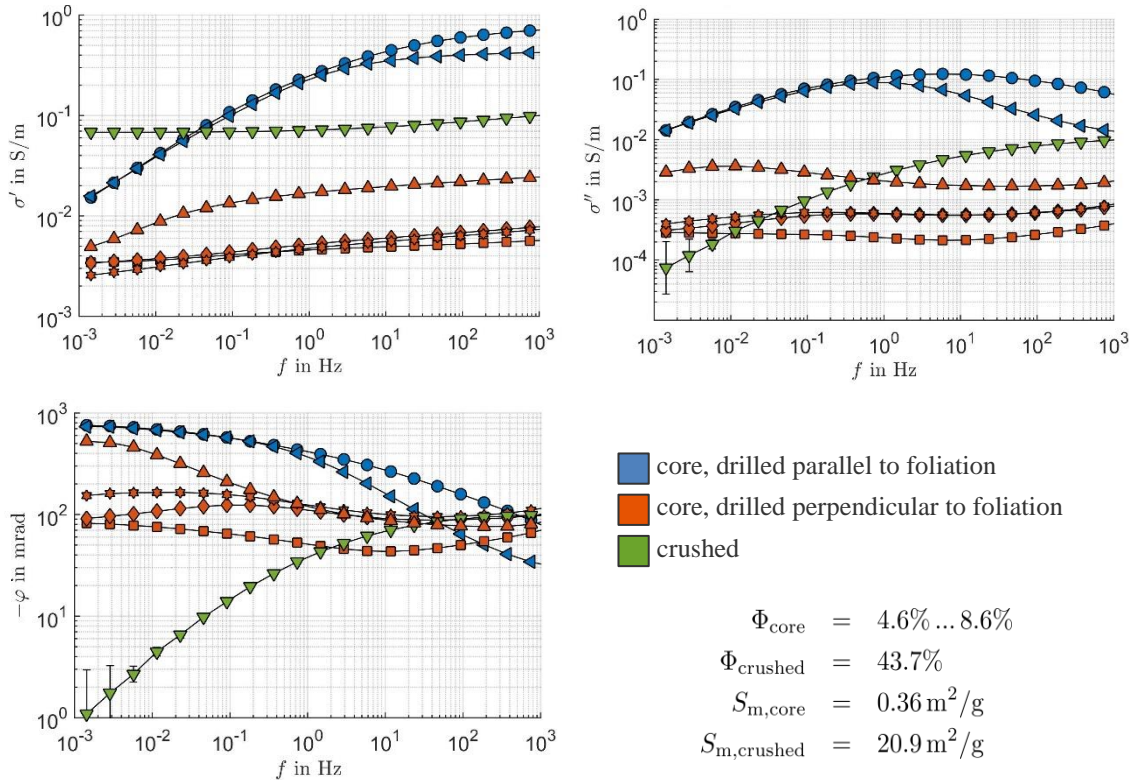 10^0
10^-1
10^-2
10^-3
σ′ in S/m
10^-3 10^-2 10^-1 10^0 10^1 10^2 10^3
f in Hz
10^0
10^-1
10^-2
10^-3
10^-4
σ″ in S/m
10^-3 10^-2 10^-1 10^0 10^1 10^2 10^3
f in Hz
10^3
10^2
10^1
10^0
−φ in mrad
10^-3 10^-2 10^-1 10^0 10^1 10^2 10^3
f in Hz
core, drilled parallel to foliation
core, drilled perpendicular to foliation
crushed
Φcore = 4.6% ... 8.6%
Φcrushed = 43.7%
Sm,core = 0.36 m²/g
Sm,crushed = 20.9 m²/g